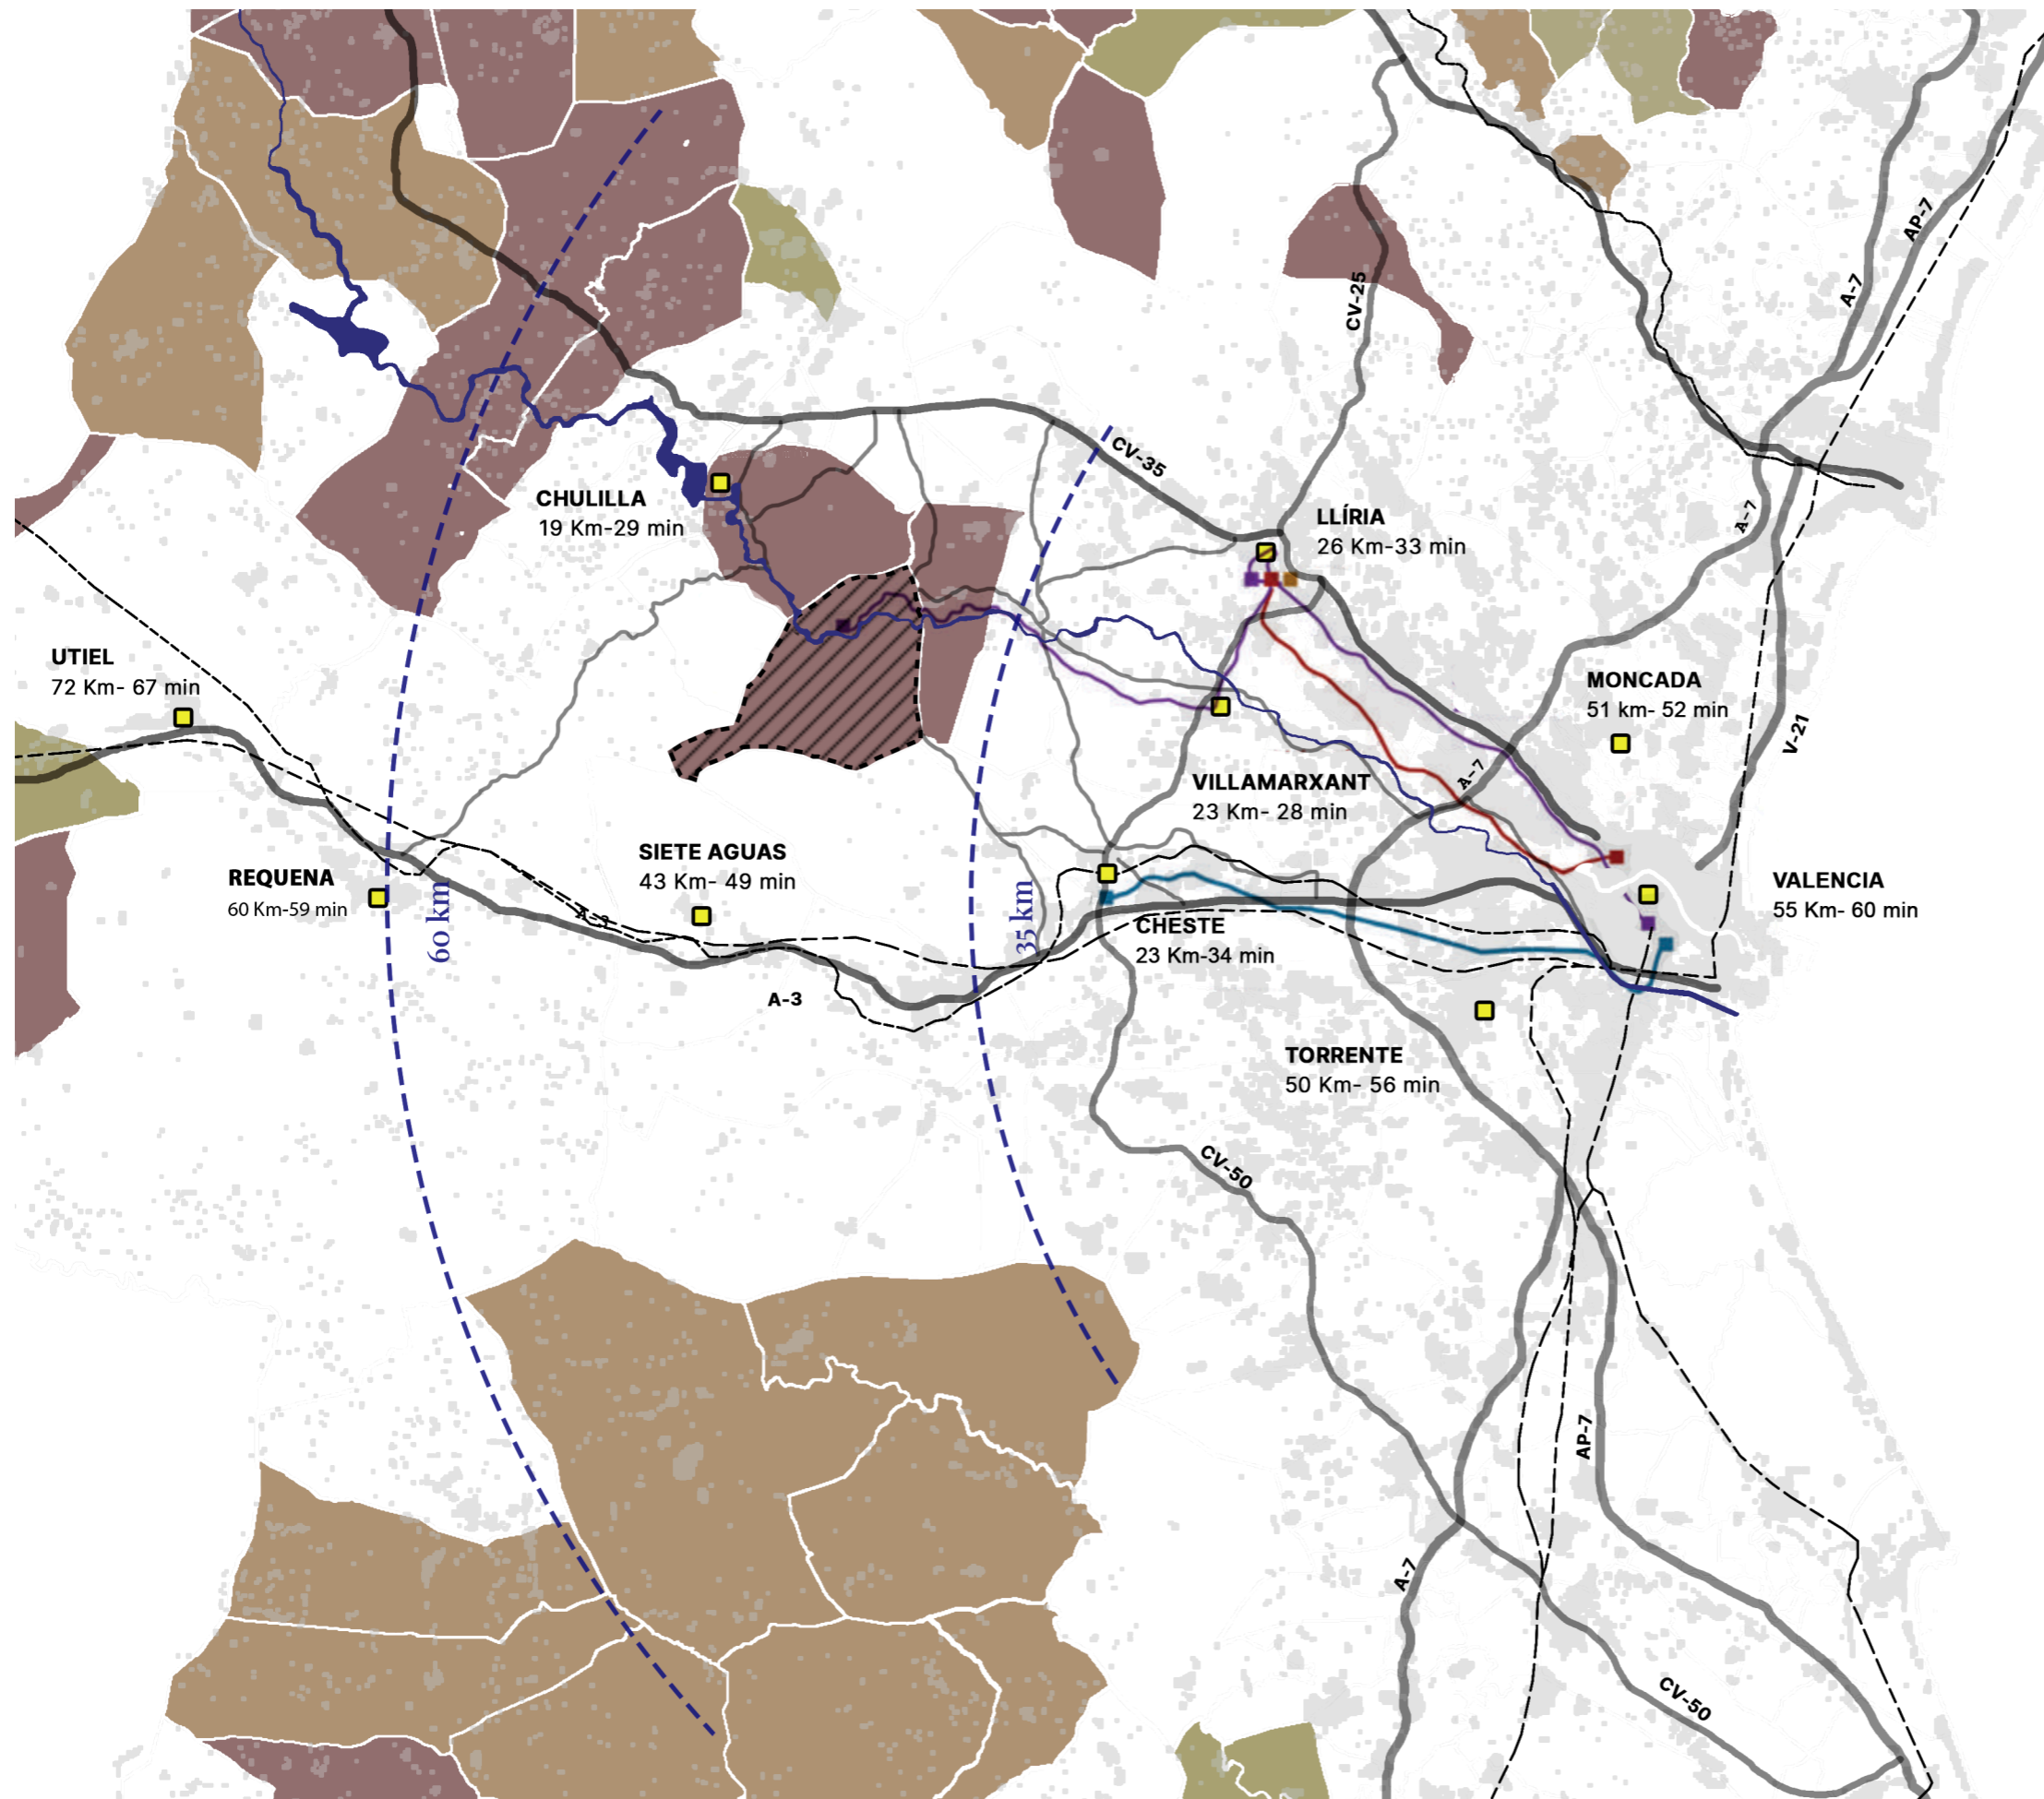 AP-7
A-7
CV-25
CV-35
CHULILLA
19 Km-29 min
LLÍRIA
26 Km-33 min
A-7
UTIEL
72 Km- 67 min
MONCADA
51 km- 52 min
V-21
A-7
VILLAMARXANT
23 Km- 28 min
SIETE AGUAS
43 Km- 49 min
REQUENA
60 Km-59 min
VALENCIA
55 Km- 60 min
60 km
35 km
A-3
CHESTE
23 Km-34 min
A-3
TORRENTE
50 Km- 56 min
CV-50
AP-7
A-7
CV-50